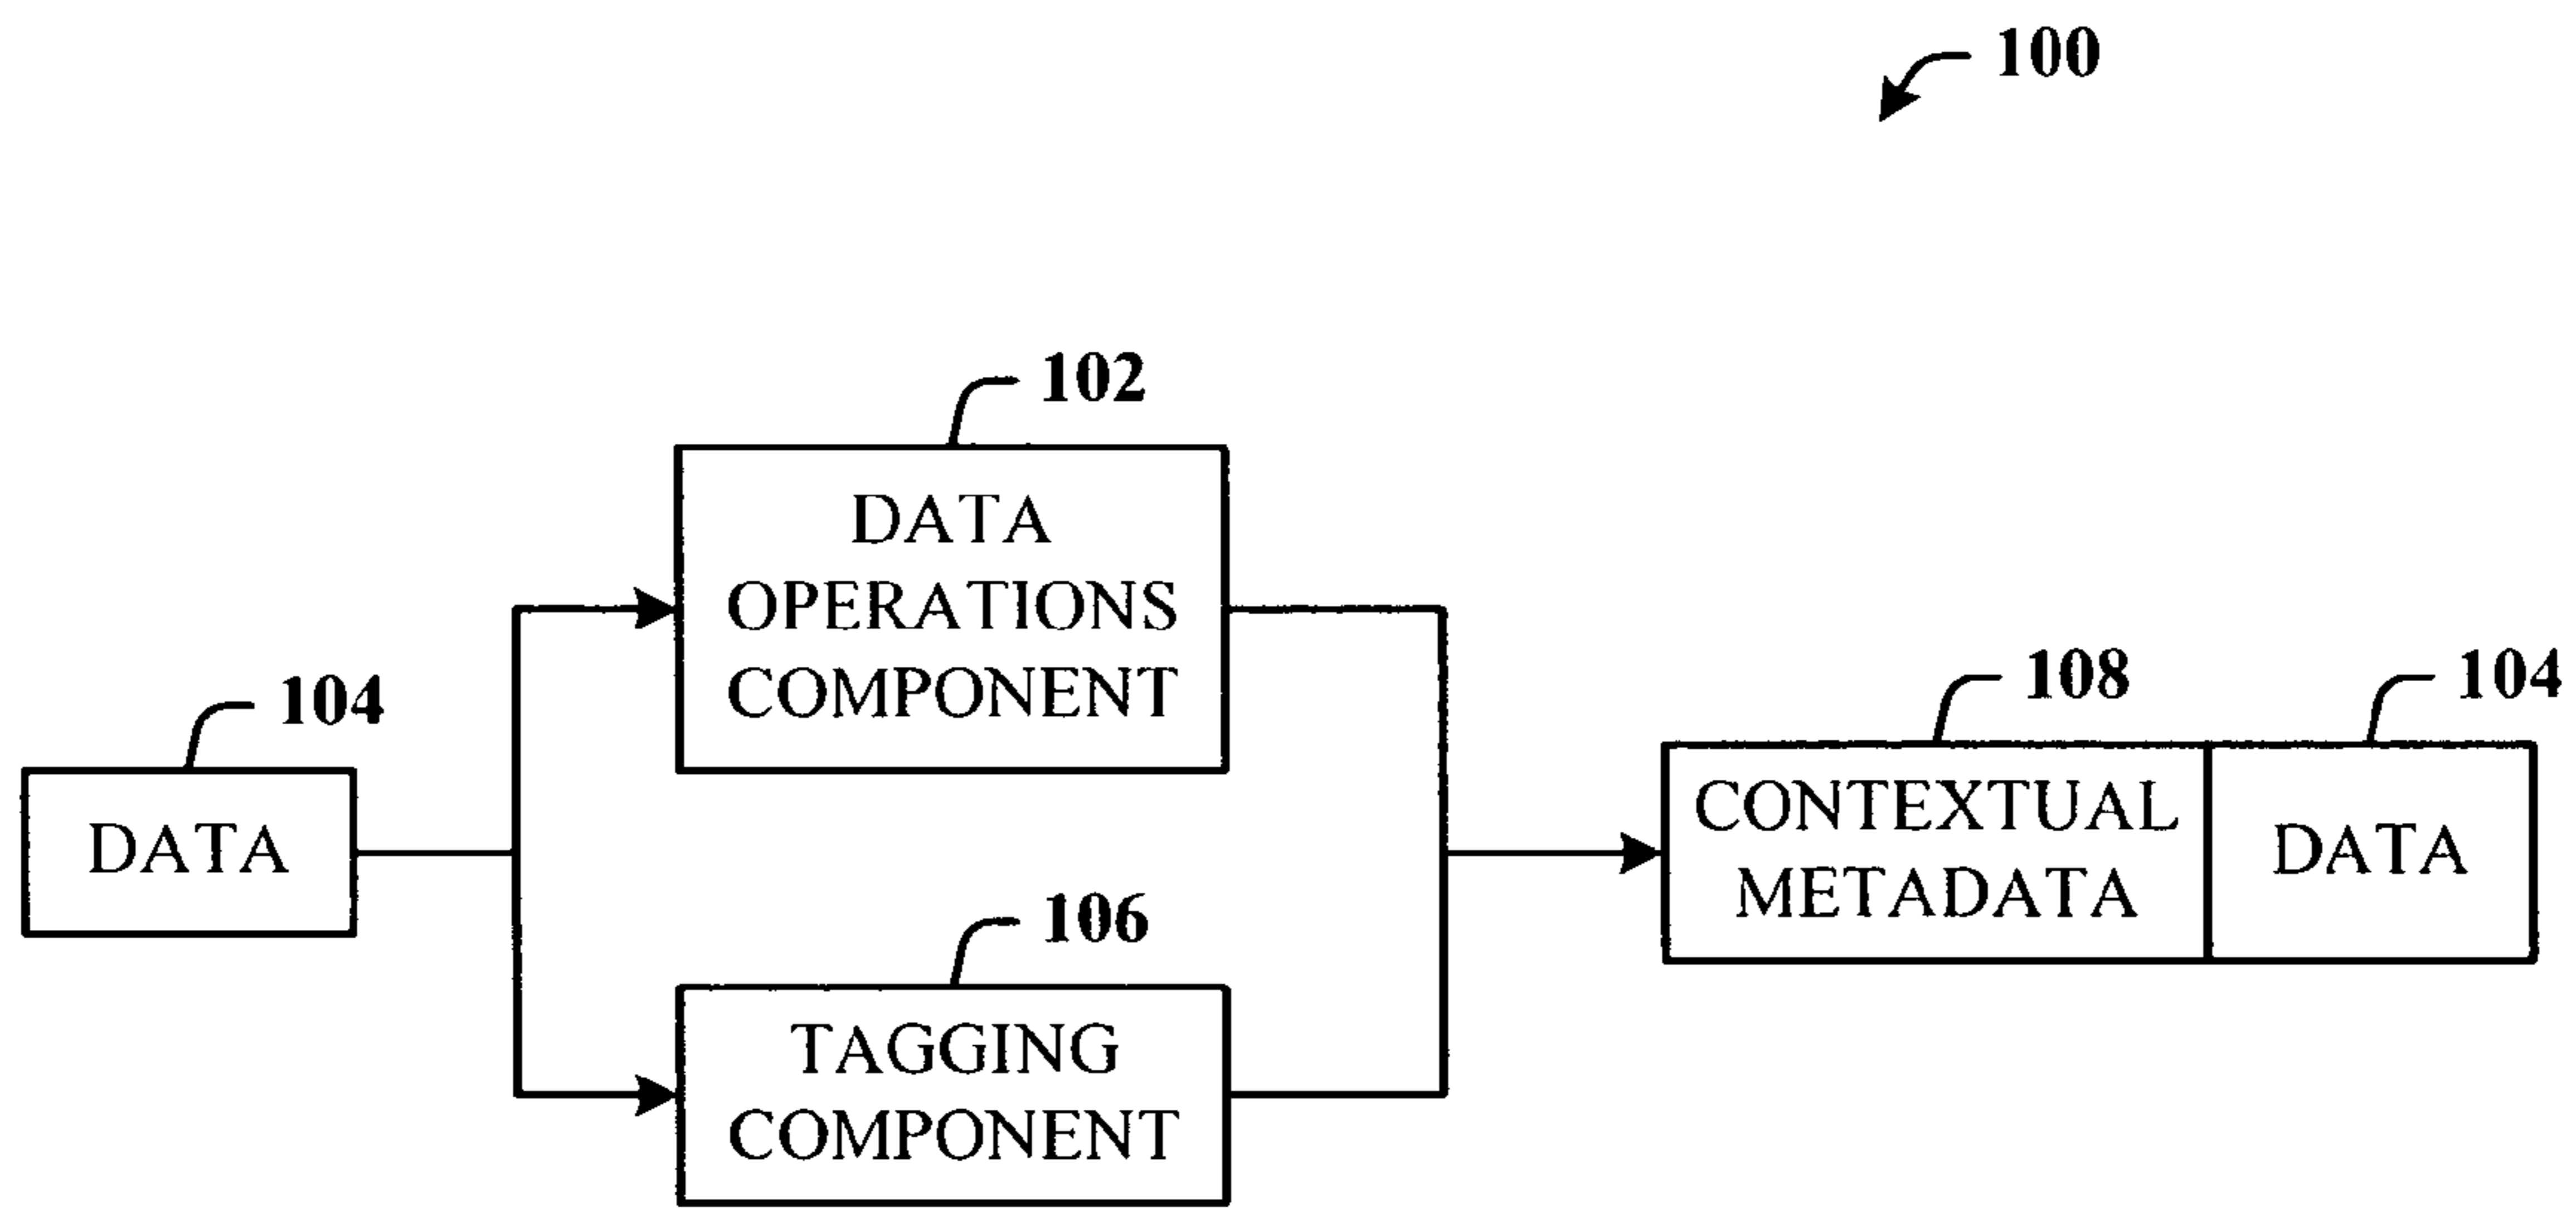 100
102
DATA
OPERATIONS
COMPONENT
104
DATA
106
TAGGING
COMPONENT
108
CONTEXTUAL
METADATA
104
DATA